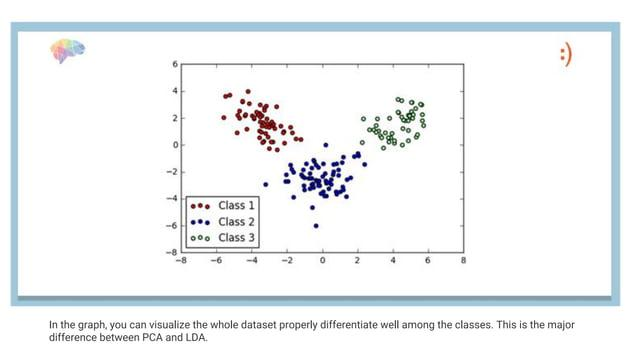 :)
6
4
2
0
−2
−4
−6
−8
Class 1
Class 2
Class 3
−8 −6 −4 −2 0 2 4 6 8
In the graph, you can visualize the whole dataset properly differentiate well among the classes. This is the major
difference between PCA and LDA.